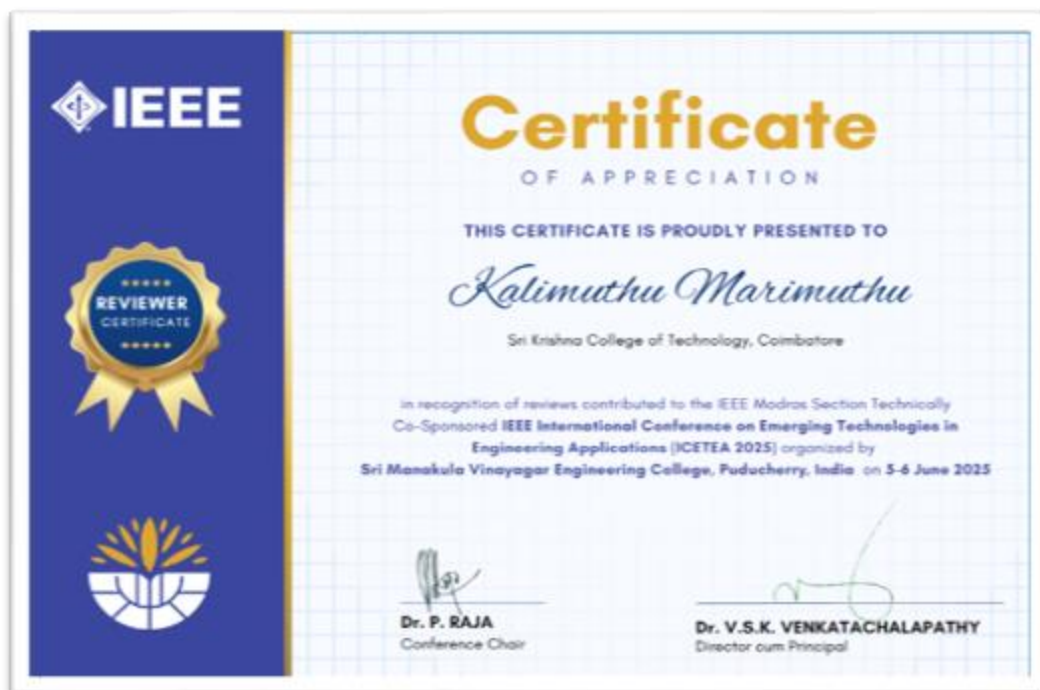 IEEE
REVIEWER
CERTIFICATE
Certificate
OF APPRECIATION
THIS CERTIFICATE IS PROUDLY PRESENTED TO
Kalimuthu Marimuthu
Sri Krishna College of Technology, Coimbatore
in recognition of reviews contributed to the IEEE Madras Section Technically
Co-Sponsored IEEE International Conference on Emerging Technologies in
Engineering Applications (ICETEA 2025) organized by
Sri Manakula Vinayagar Engineering College, Puducherry, India on 5-6 June 2025
Dr. P. RAJA
Conference Chair
Dr. V.S.K. VENKATACHALAPATHY
Director cum Principal